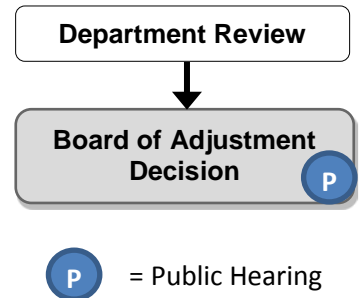 Department Review
Board of Adjustment
Decision
P
P = Public Hearing